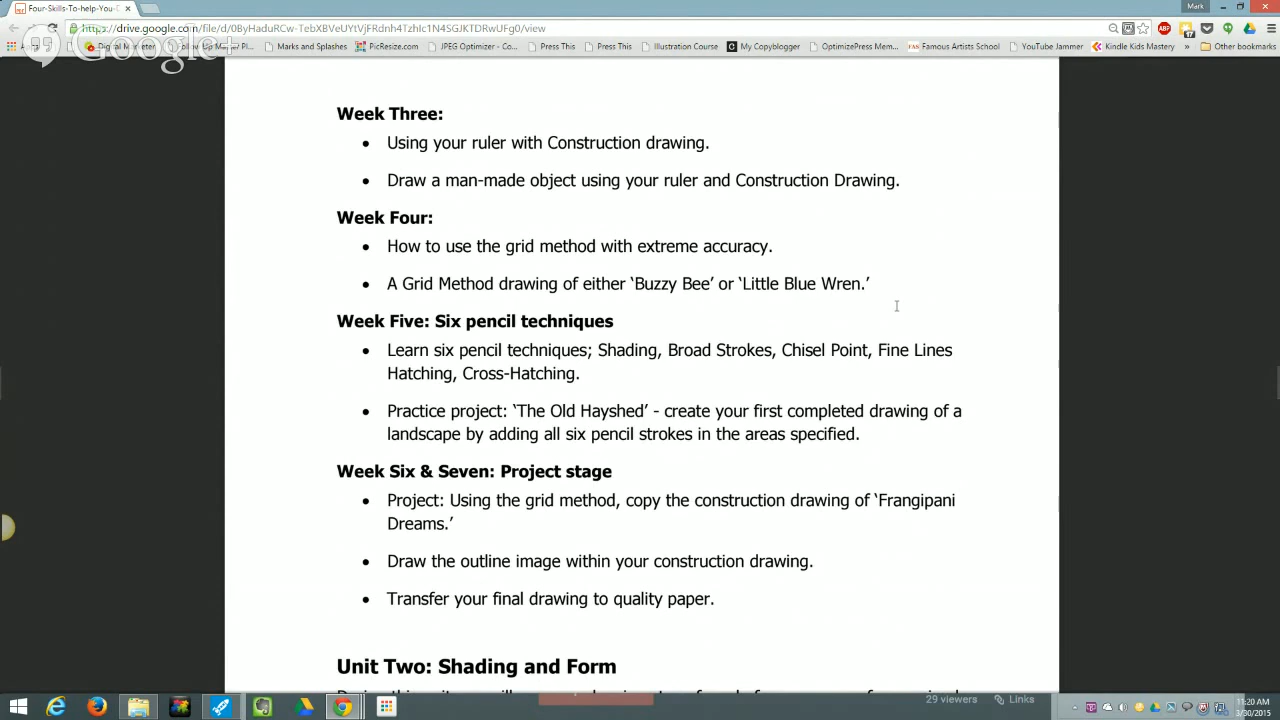 Four-Skills-To-Help-You-D
Mark
https://drive.google.com/file/d/0ByHaduRCw-TebXBVeUYtVjFRdnh4Tzhlc1N4SGJKTDRUUFg0/view
Digital Marketer
Marks and Splashes
PicResize.com
JPEG Optimizer - Co...
Press This
Press This
Illustration Course
My Copyblogger
OptimizePress Mem...
Famous Artists School
YouTube Jammer
Kindle Kids Mastery
Other bookmarks
Google+
Week Three:
• Using your ruler with Construction drawing.
• Draw a man-made object using your ruler and Construction Drawing.
Week Four:
• How to use the grid method with extreme accuracy.
• A Grid Method drawing of either ‘Buzzy Bee’ or ‘Little Blue Wren.’
Week Five: Six pencil techniques
• Learn six pencil techniques; Shading, Broad Strokes, Chisel Point, Fine Lines
Hatching, Cross-Hatching.
• Practice project: ‘The Old Hayshed’ - create your first completed drawing of a
landscape by adding all six pencil strokes in the areas specified.
Week Six & Seven: Project stage
• Project: Using the grid method, copy the construction drawing of ‘Frangipani
Dreams.’
• Draw the outline image within your construction drawing.
• Transfer your final drawing to quality paper.
Unit Two: Shading and Form
29 viewers
Links
11:20 AM
3/30/2015